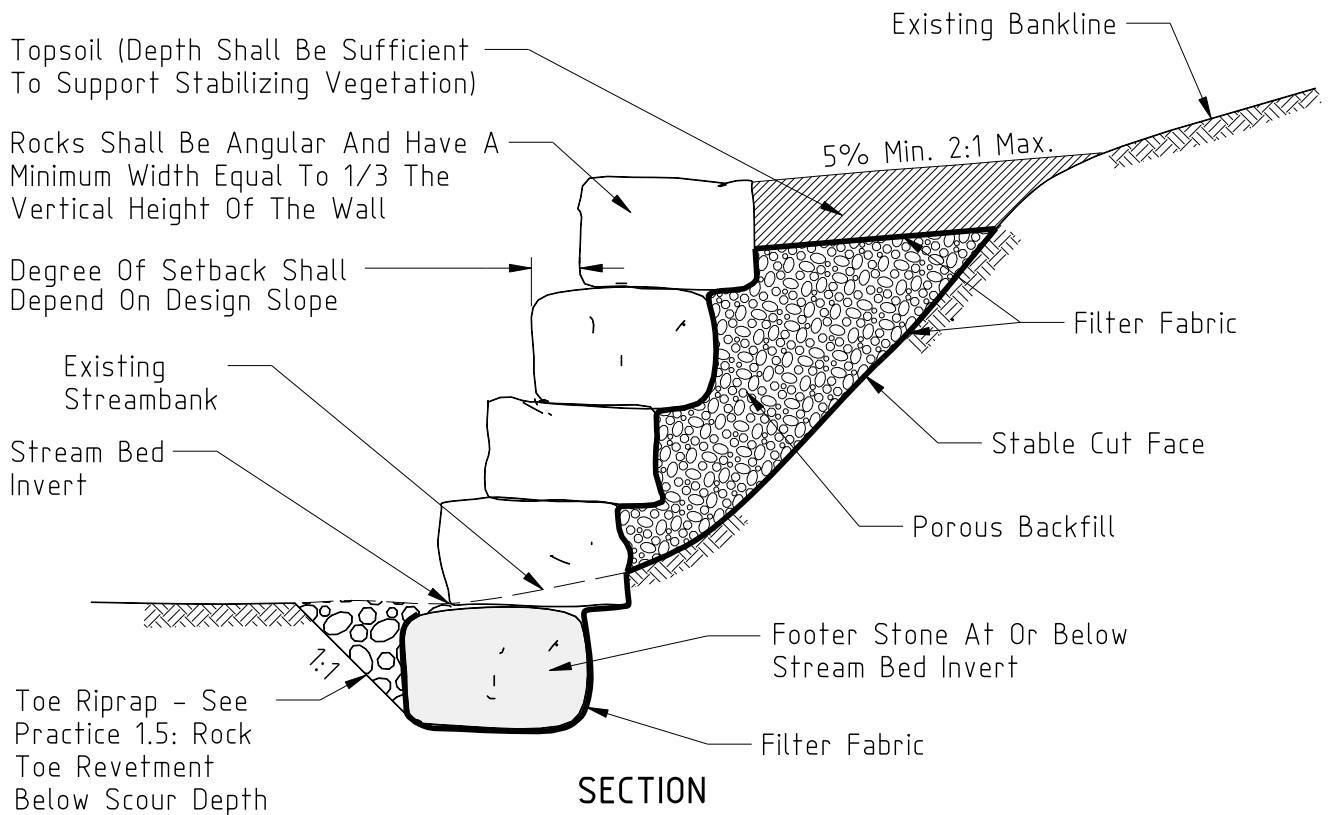 Existing Bankline
Topsoil (Depth Shall Be Sufficient
To Support Stabilizing Vegetation)
Rocks Shall Be Angular And Have A
Minimum Width Equal To 1/3 The
Vertical Height Of The Wall
5% Min. 2:1 Max.
Degree Of Setback Shall
Depend On Design Slope
Filter Fabric
Existing
Streambank
Stable Cut Face
Stream Bed
Invert
Porous Backfill
Footer Stone At Or Below
Stream Bed Invert
1:1
Toe Riprap - See
Practice 1.5: Rock
Toe Revetment
Below Scour Depth
Filter Fabric
SECTION